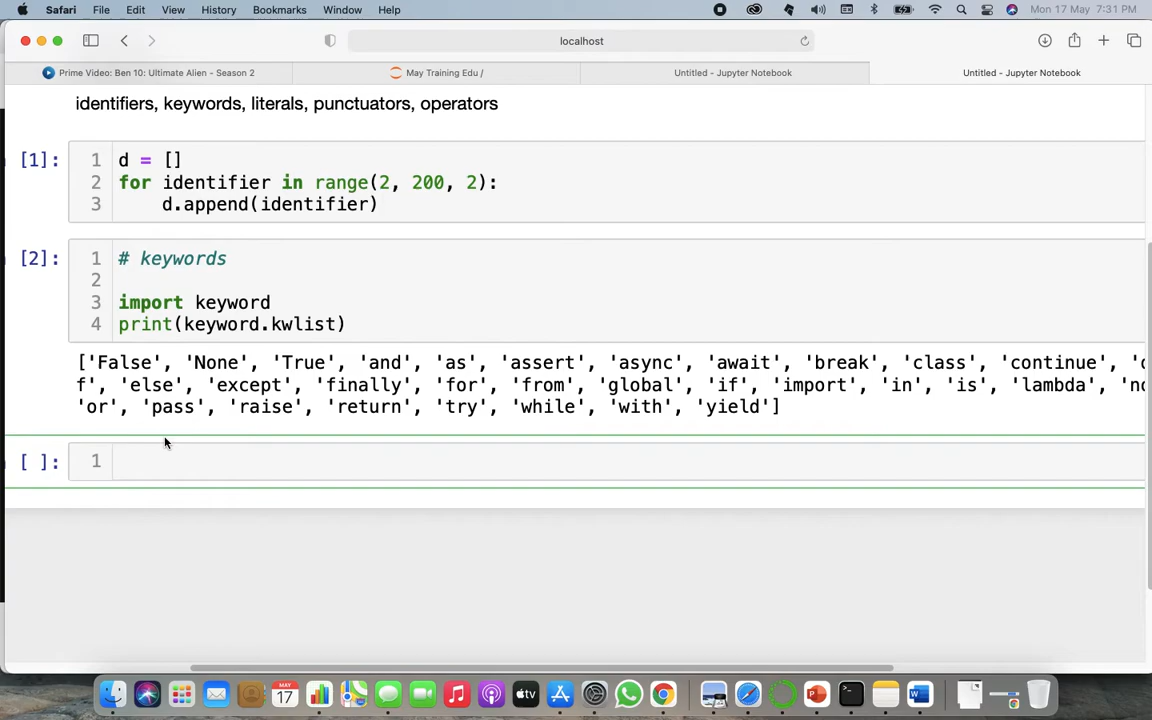 Safari File Edit View History Bookmarks Window Help Mon 17 May 7:31 PM
localhost
Prime Video: Ben 10: Ultimate Alien - Season 2 May Training Edu / Untitled - Jupyter Notebook Untitled - Jupyter Notebook
identifiers, keywords, literals, punctuators, operators
[1]: 1 d = []
2 for identifier in range(2, 200, 2):
3 d.append(identifier)
[2]: 1 # keywords
2
3 import keyword
4 print(keyword.kwlist)
['False', 'None', 'True', 'and', 'as', 'assert', 'async', 'await', 'break', 'class', 'continue',
f', 'else', 'except', 'finally', 'for', 'from', 'global', 'if', 'import', 'in', 'is', 'lambda',
'or', 'pass', 'raise', 'return', 'try', 'while', 'with', 'yield']
[ ]: 1
MAY
17
tv